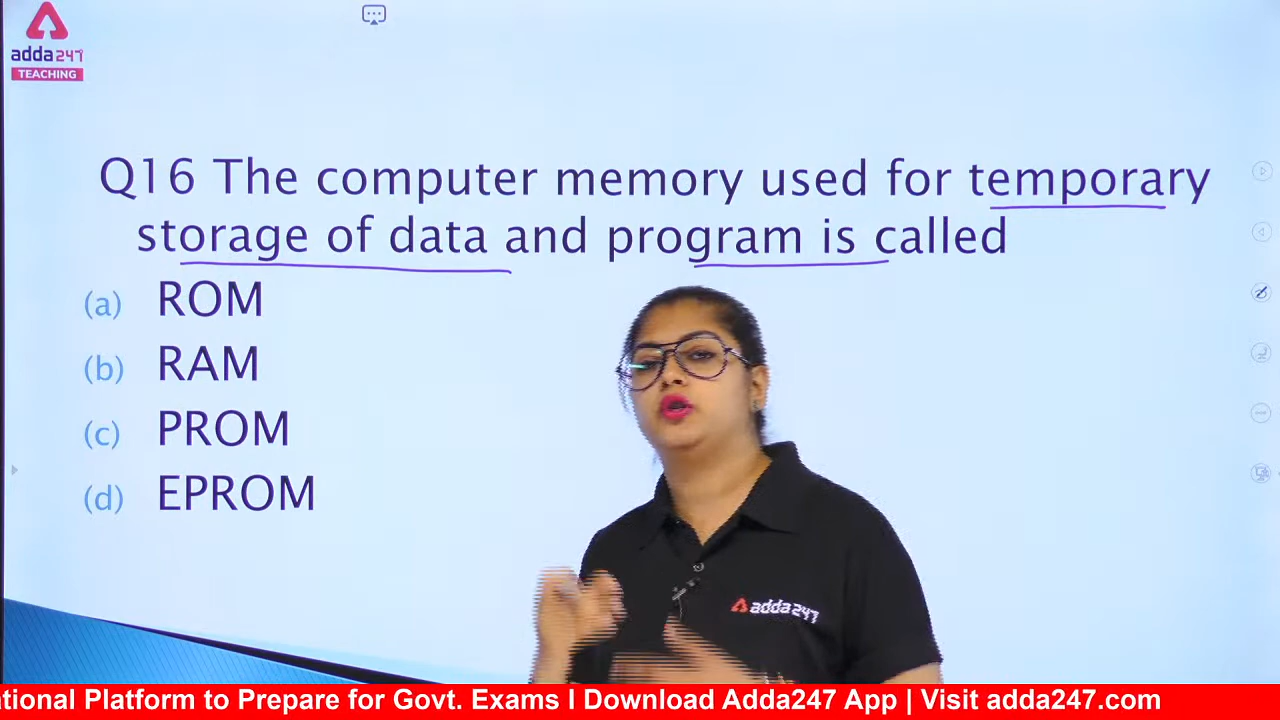 adda247
TEACHING
Q16 The computer memory used for temporary
storage of data and program is called
(a) ROM
(b) RAM
(c) PROM
(d) EPROM
adda247
ational Platform to Prepare for Govt. Exams I Download Adda247 App | Visit adda247.com